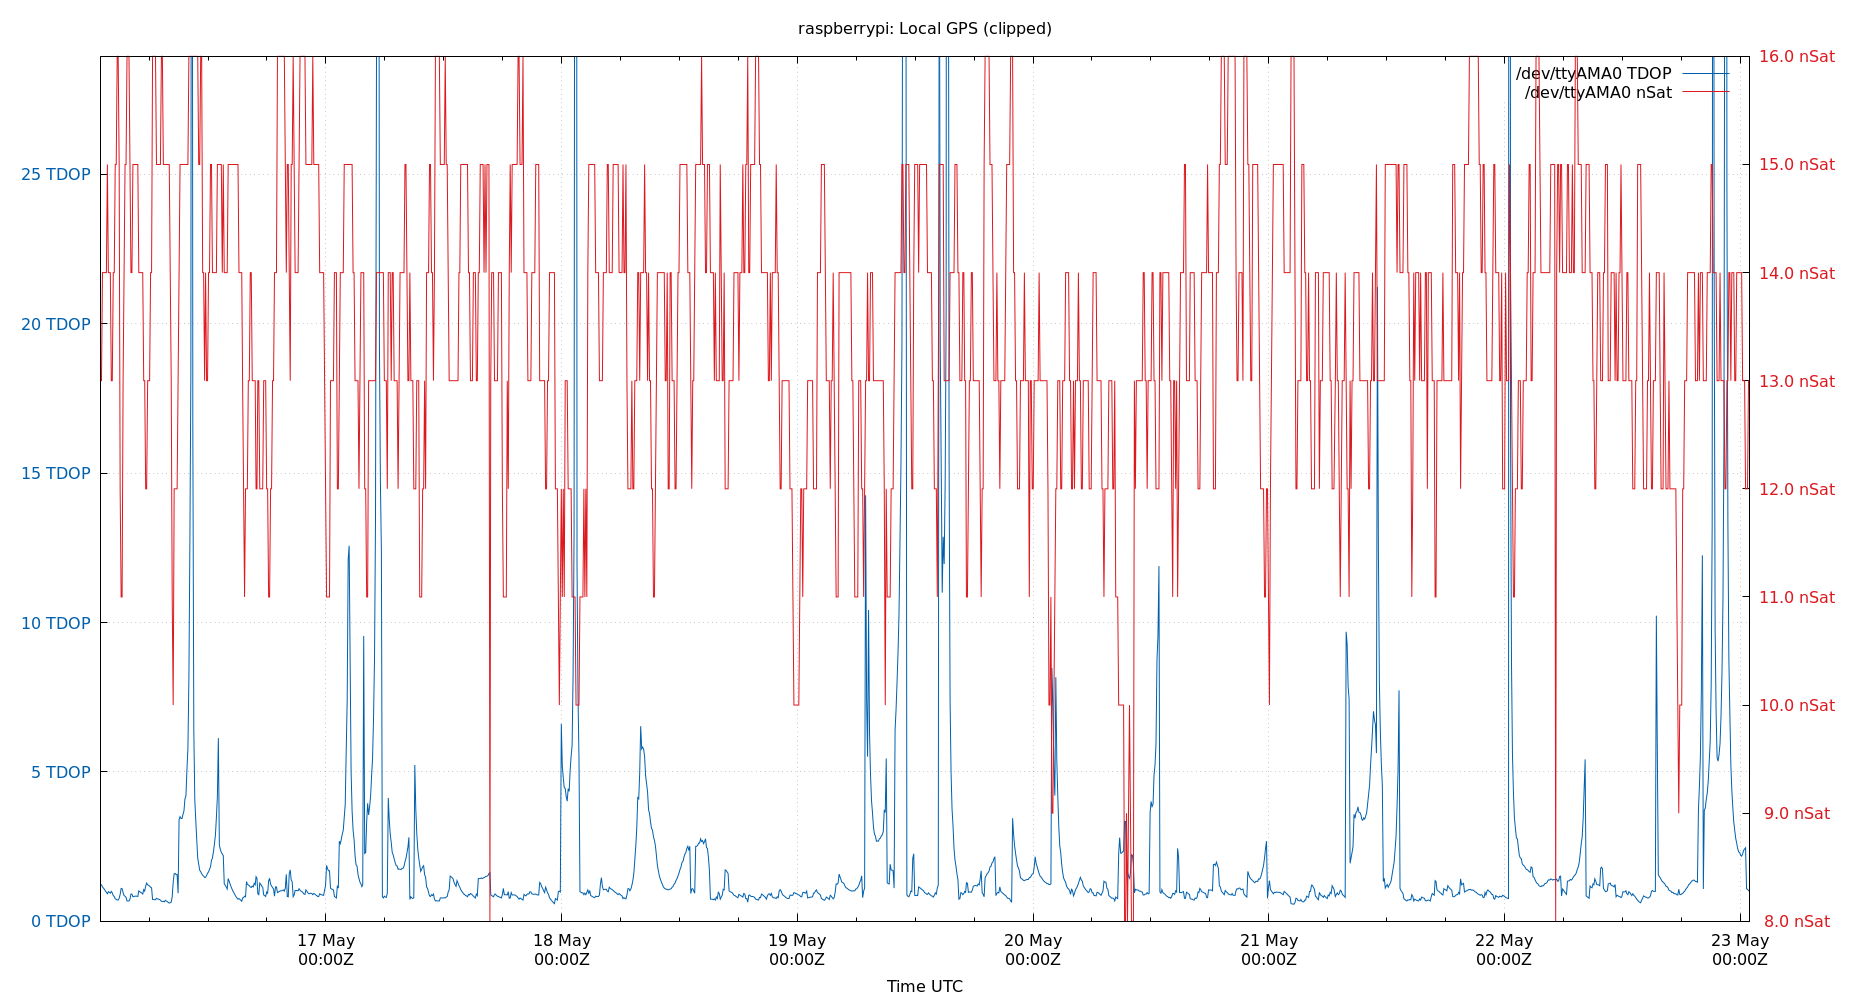 raspberrypi: Local GPS (clipped)
16.0 nSat
/dev/ttyAMA0 TDOP
/dev/ttyAMA0 nSat
25 TDOP
15.0 nSat
14.0 nSat
20 TDOP
13.0 nSat
15 TDOP
12.0 nSat
11.0 nSat
10 TDOP
10.0 nSat
5 TDOP
9.0 nSat
0 TDOP
8.0 nSat
17 May 18 May 19 May 20 May 21 May 22 May 23 May
00:00Z 00:00Z 00:00Z 00:00Z 00:00Z 00:00Z 00:00Z
Time UTC